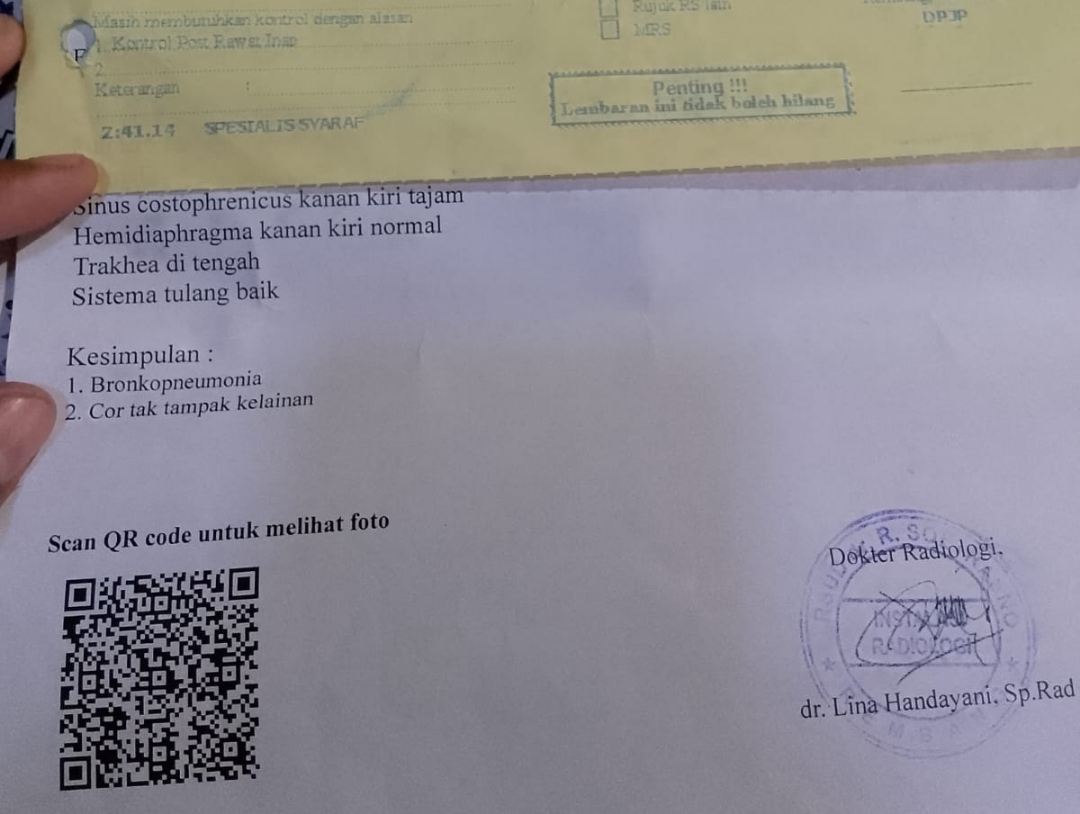 Masih membutuhkan kontrol dengan alasan
1. Kontrol Post Rawat Inap
2.
Keterangan :
Z:41.14 SPESIALIS SYARAF
Rujuk RS lain
MRS
DPJP
Penting !!!
Lembaran ini tidak boleh hilang
Sinus costophrenicus kanan kiri tajam
Hemidiaphragma kanan kiri normal
Trakhea di tengah
Sistema tulang baik
Kesimpulan :
1. Bronkopneumonia
2. Cor tak tampak kelainan
Scan QR code untuk melihat foto
Dokter Radiologi.
INSTALASI
RADIOLOGI
dr. Lina Handayani, Sp.Rad